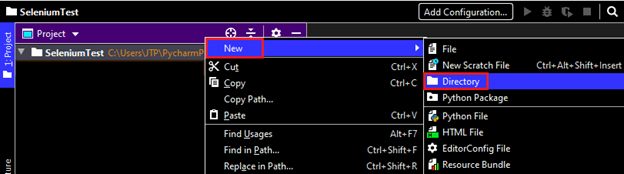 SeleniumTest
Add Configuration...
Project
1: Project
SeleniumTest C:\Users\JTP\PycharmP
New
Cut Ctrl+X
Copy Ctrl+C
Copy Path...
Paste Ctrl+V
Find Usages Alt+F7
Find in Path... Ctrl+Shift+F
Replace in Path... Ctrl+Shift+R
File
New Scratch File Ctrl+Alt+Shift+Insert
Directory
Python Package
Python File
HTML File
EditorConfig File
Resource Bundle